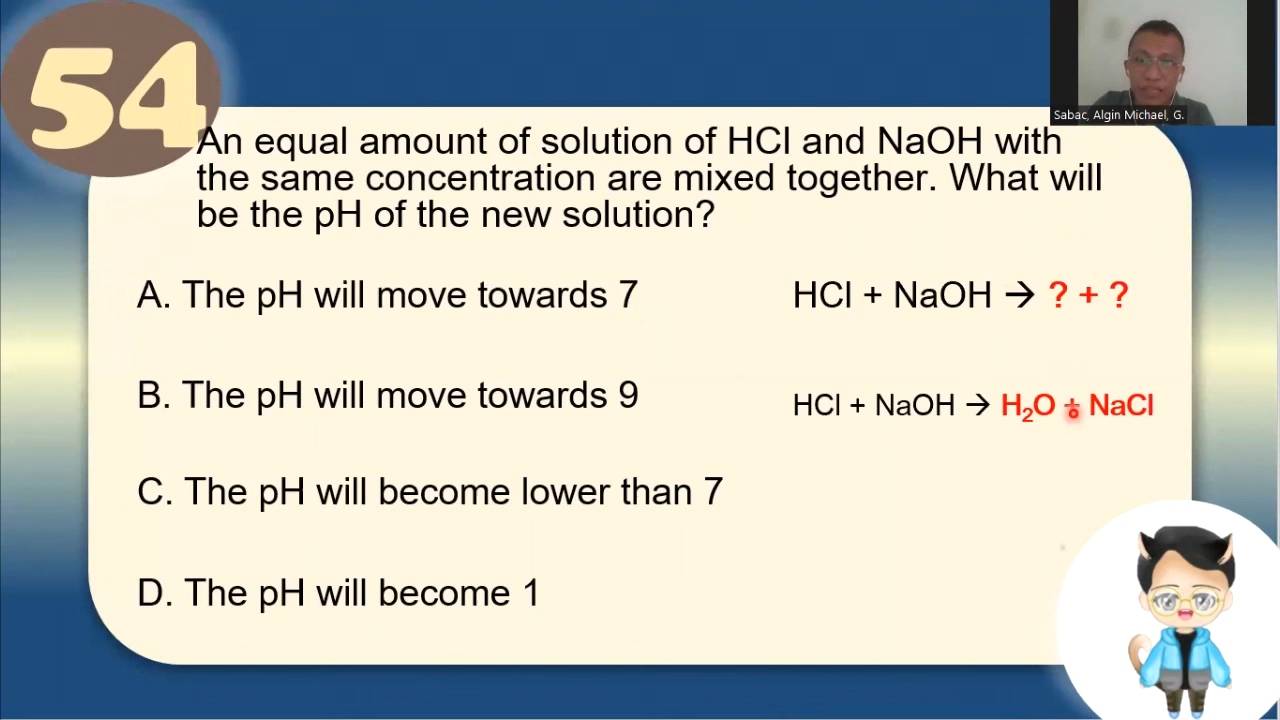 54
Sabac, Algin Michael, G.
An equal amount of solution of HCl and NaOH with
the same concentration are mixed together. What will
be the pH of the new solution?
A. The pH will move towards 7
HCl + NaOH → ? + ?
B. The pH will move towards 9
HCl + NaOH → H₂O + NaCl
C. The pH will become lower than 7
D. The pH will become 1